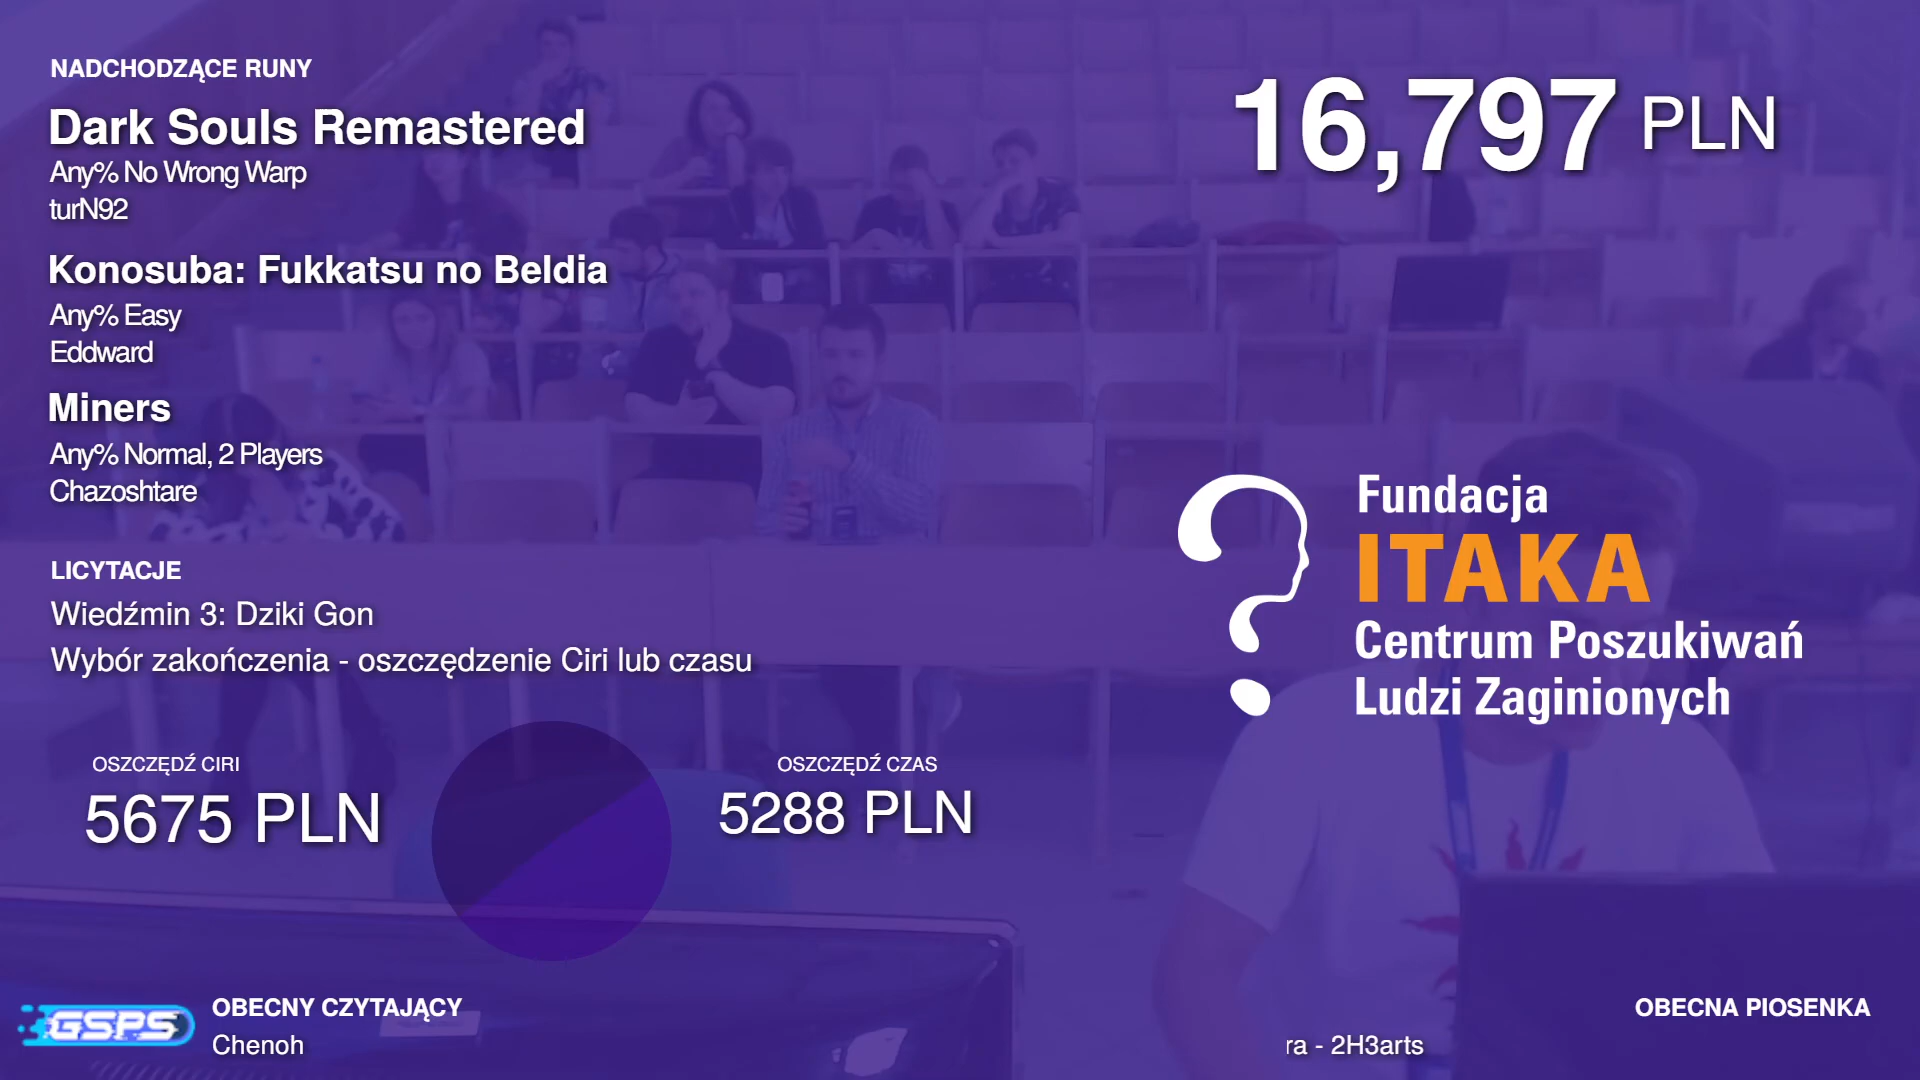 NADCHODZĄCE RUNY
Dark Souls Remastered
Any% No Wrong Warp
turN92
Konosuba: Fukkatsu no Beldia
Any% Easy
Eddward
Miners
Any% Normal, 2 Players
Chazoshtare
LICYTACJE
Wiedźmin 3: Dziki Gon
Wybór zakończenia - oszczędzenie Ciri lub czasu
OSZCZĘDŹ CIRI
5675 PLN
OSZCZĘDŹ CZAS
5288 PLN
16,797 PLN
Fundacja
ITAKA
Centrum Poszukiwań
Ludzi Zaginionych
GSPS
OBECNY CZYTAJĄCY
Chenoh
OBECNA PIOSENKA
ra - 2H3arts